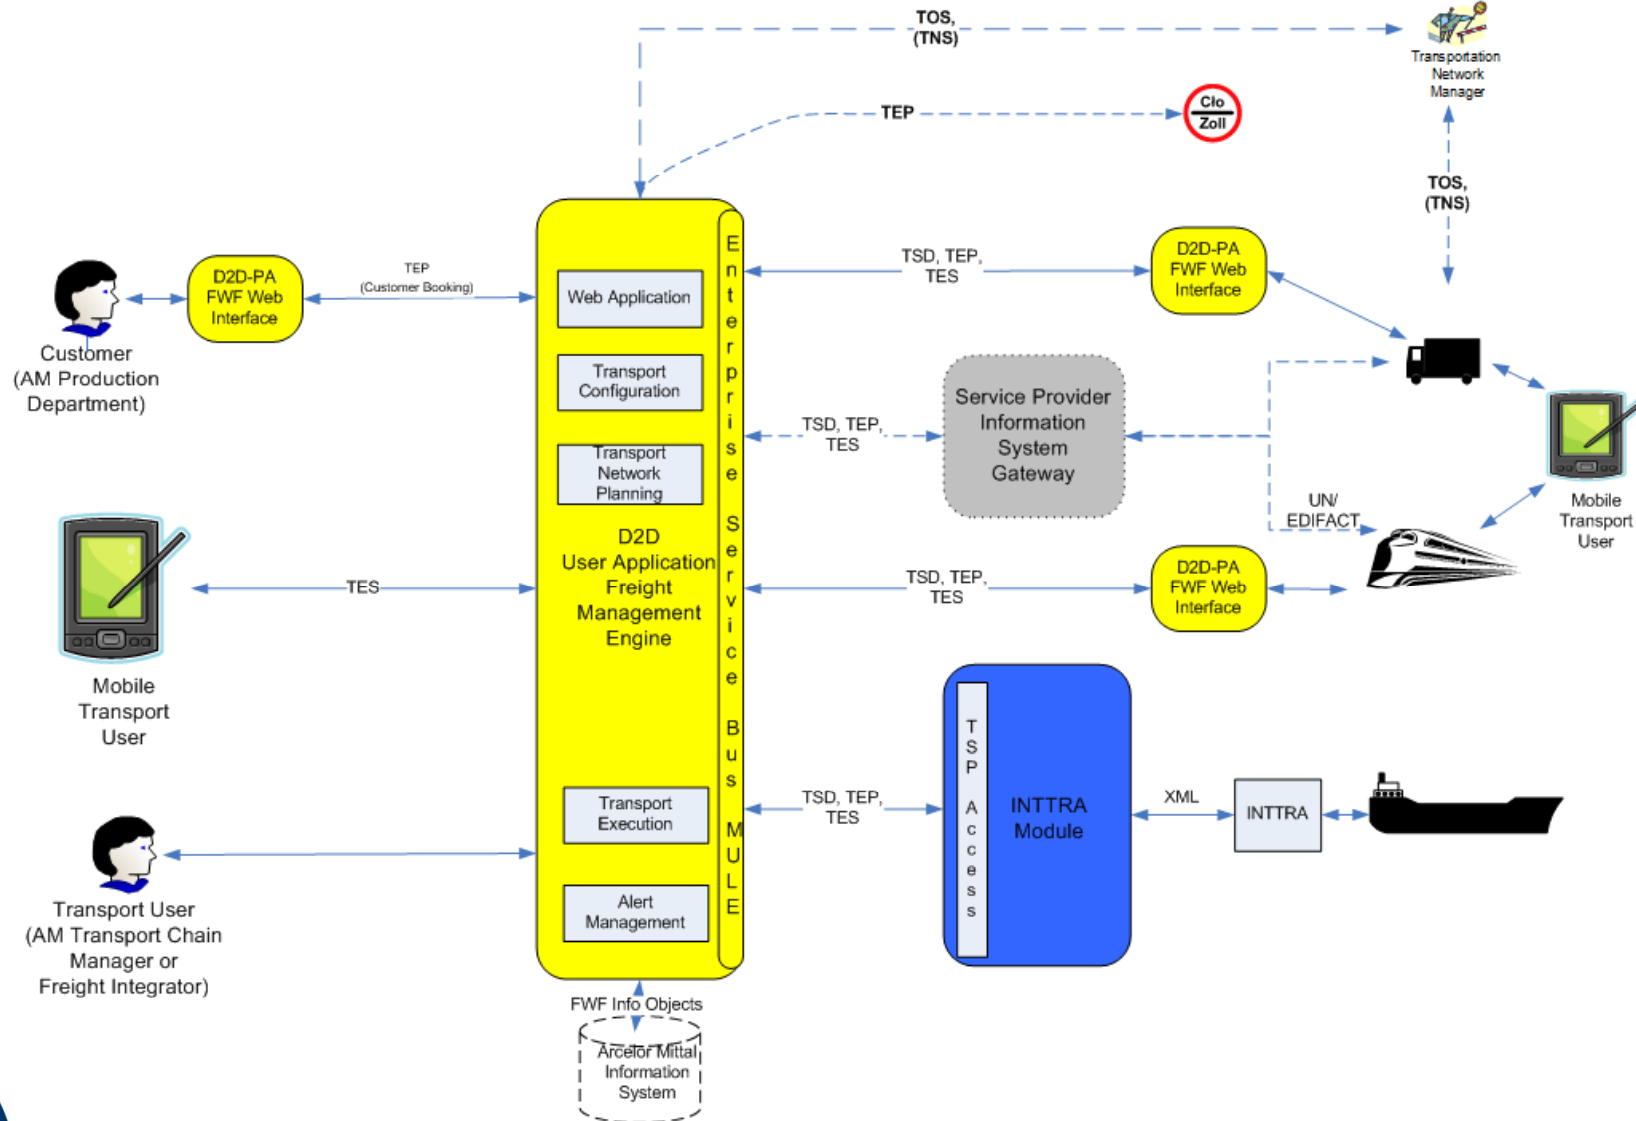 TOS,
(TNS)
Transportation
Network
Manager
TEP
Clo
Zoll
TOS,
(TNS)
D2D-PA
FWF Web
Interface
TEP
(Customer Booking)
Customer
(AM Production
Department)
Web Application
Transport
Configuration
Transport
Network
Planning
D2D
User Application
Freight
Management
Engine
Transport
Execution
Alert
Management
Enterprise Service Bus MULE
TSD, TEP,
TES
D2D-PA
FWF Web
Interface
TSD, TEP,
TES
Service Provider
Information
System
Gateway
UN/
EDIFACT
Mobile
Transport
User
TES
Mobile
Transport
User
TSD, TEP,
TES
D2D-PA
FWF Web
Interface
TSD, TEP,
TES
TSP Access
INTTRA
Module
XML
INTTRA
Transport User
(AM Transport Chain
Manager or
Freight Integrator)
FWF Info Objects
Arcelor Mittal
Information
System